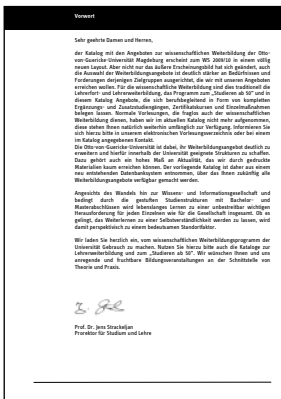 Vorwort
Sehr geehrte Damen und Herren,
der Katalog mit den Angeboten zur wissenschaftlichen Weiterbildung der Otto-
von-Guericke-Universität Magdeburg erscheint zum WS 2009/10 in einem völlig
neuen Layout. Aber nicht nur das äußere Erscheinungsbild hat sich geändert, auch
die Auswahl der Weiterbildungsangebote ist deutlich stärker an Bedürfnissen und
Forderungen derjenigen Zielgruppen ausgerichtet, die wir mit unseren Angeboten
erreichen wollen. Für die wissenschaftliche Weiterbildung sind dies traditionell die
Lehrerfort- und Lehrerweiterbildung, das Programm zum „Studieren ab 50“ und in
diesem Katalog Angebote, die sich berufsbegleitend in Form von kompletten
Ergänzungs- und Zusatzstudiengängen, Zertifikatskursen und Einzelmaßnahmen
belegen lassen. Normale Vorlesungen, die fraglos auch der wissenschaftlichen
Weiterbildung dienen, haben wir im aktuellen Katalog nicht mehr aufgenommen,
diese stehen Ihnen natürlich weiterhin umfänglich zur Verfügung. Informieren Sie
sich hierzu bitte in unserem elektronischen Vorlesungsverzeichnis oder bei einem
im Katalog angegebenen Kontakt.
Die Otto-von-Guericke-Universität ist dabei, ihr Weiterbildungsangebot deutlich zu
erweitern und hierfür innerhalb der Universität geeignete Strukturen zu schaffen.
Dazu gehört auch ein hohes Maß an Aktualität, das wir durch gedruckte
Materialien kaum erreichen können. Der vorliegende Katalog ist daher aus einem
neu entstehenden Datenbanksystem entnommen, über das Ihnen zukünftig alle
Weiterbildungsangebote verfügbar gemacht werden.
Angesichts des Wandels hin zur Wissens- und Informationsgesellschaft und
bedingt durch die gestuften Studienstrukturen mit Bachelor- und
Masterabschlüssen wird lebenslanges Lernen zu einer unbestreitbar wichtigen
Herausforderung für jeden Einzelnen wie für die Gesellschaft insgesamt. Ob es
gelingt, das Weiterlernen zu einer Selbstverständlichkeit werden zu lassen, wird
damit perspektivisch zu einem bedeutsamen Standortfaktor.
Wir laden Sie herzlich ein, vom wissenschaftlichen Weiterbildungsprogramm der
Universität Gebrauch zu machen. Nutzen Sie hierzu bitte auch die Kataloge zur
Lehrerweiterbildung und zum „Studieren ab 50“. Wir wünschen Ihnen und uns
anregende und fruchtbare Bildungsveranstaltungen an der Schnittstelle von
Theorie und Praxis.
Prof. Dr. Jens Strackeljan
Prorektor für Studium und Lehre